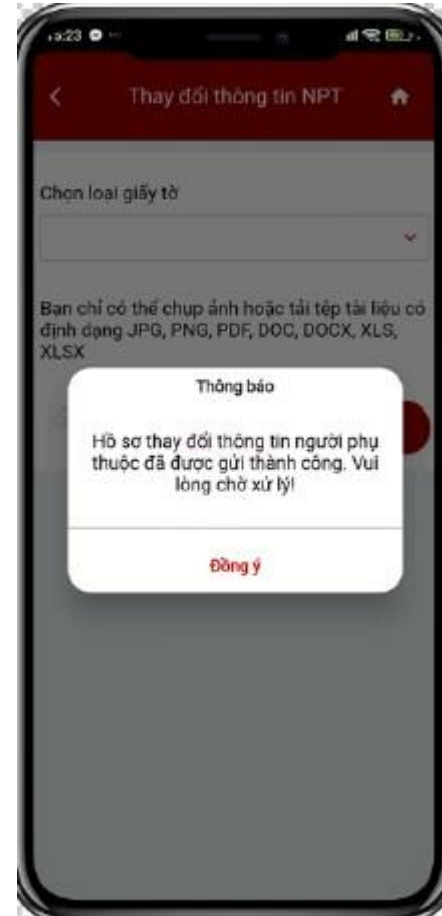 Thay đổi thông tin NPT
Chọn loại giấy tờ
Bạn chỉ có thể chụp ảnh hoặc tải tệp tài liệu có
định dạng JPG, PNG, PDF, DOC, DOCX, XLS,
XLSX
Thông báo
Hồ sơ thay đổi thông tin người phụ
thuộc đã được gửi thành công. Vui
lòng chờ xử lý!
Đồng ý